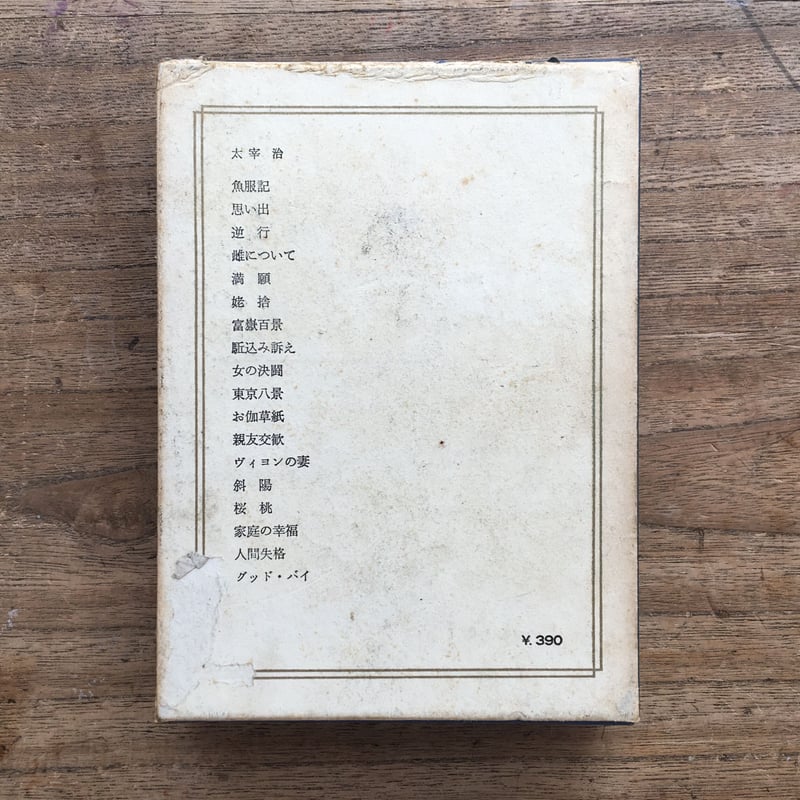 太宰 治
魚服記
思い出
逆 行
雌について
満 願
姥 捨
富嶽百景
駈込み訴え
女の決闘
東京八景
お伽草紙
親友交歓
ヴィヨンの妻
斜 陽
桜 桃
家庭の幸福
人間失格
グッド・バイ
¥. 390